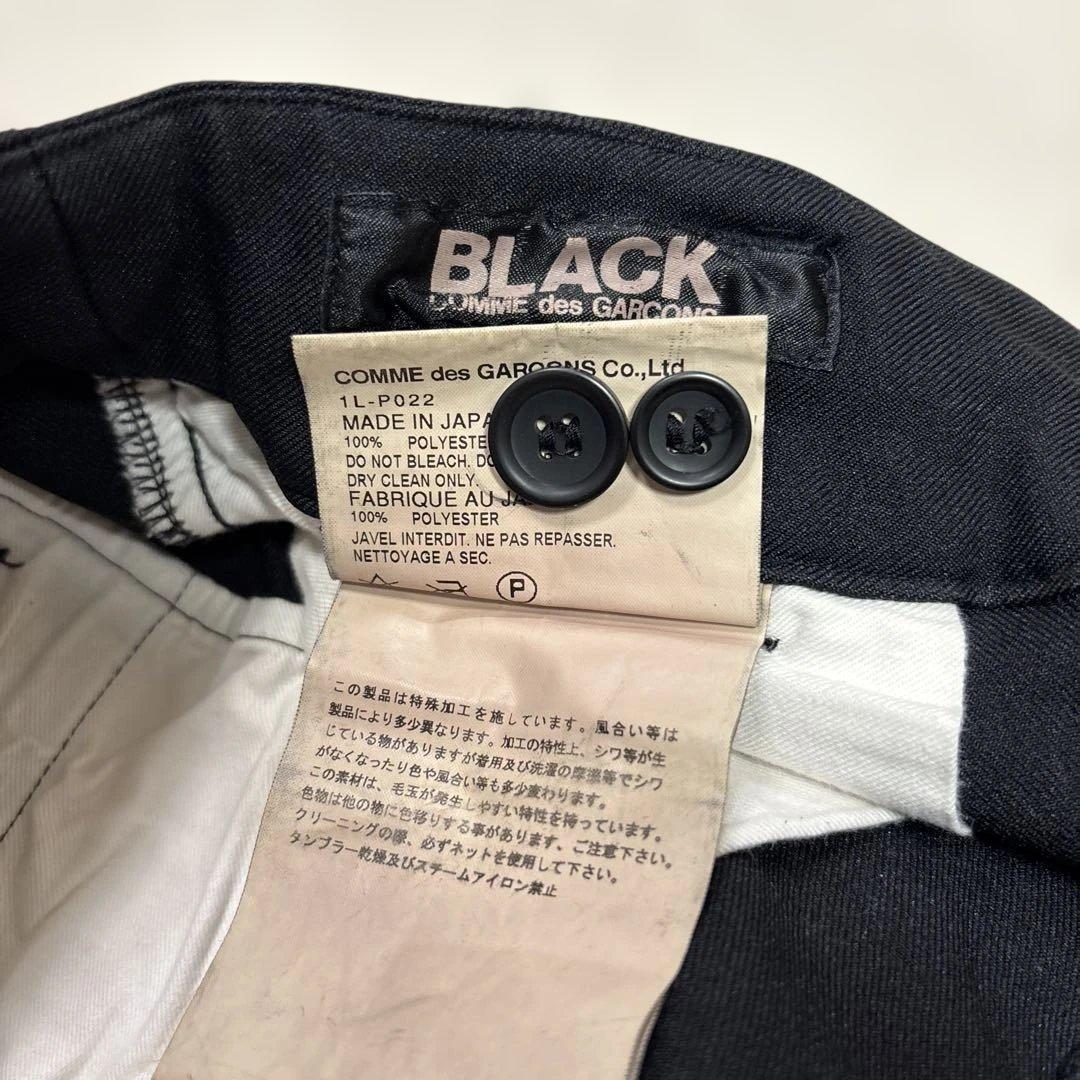 BLACK
COMME des GARCONS
COMME des GARCONS Co.,Ltd
1L-P022
MADE IN JAPA
100% POLYESTE
DO NOT BLEACH. DO
DRY CLEAN ONLY.
FABRIQUE AU JA
100% POLYESTER
JAVEL INTERDIT. NE PAS REPASSER.
NETTOYAGE A SEC.
P
この製品は特殊加工を施しています。風合い等は
製品により多少異なります。加工の特性上、シワ等が生
じている物がありますが着用及び洗濯の摩擦等でシワ
がなくなったり色や風合い等も多少変わります。
この素材は、毛玉が発生しやすい特性を持っています。
色物は他の物に色移りする事があります、ご注意下さい。
クリーニングの際、必ずネットを使用して下さい。
タンブラー乾燥及びスチームアイロン禁止